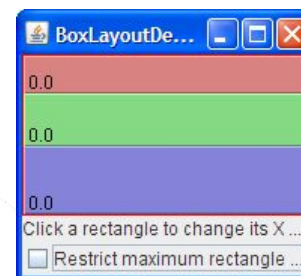 BoxLayoutDe...
0.0
0.0
0.0
Click a rectangle to change its X ...
Restrict maximum rectangle ...